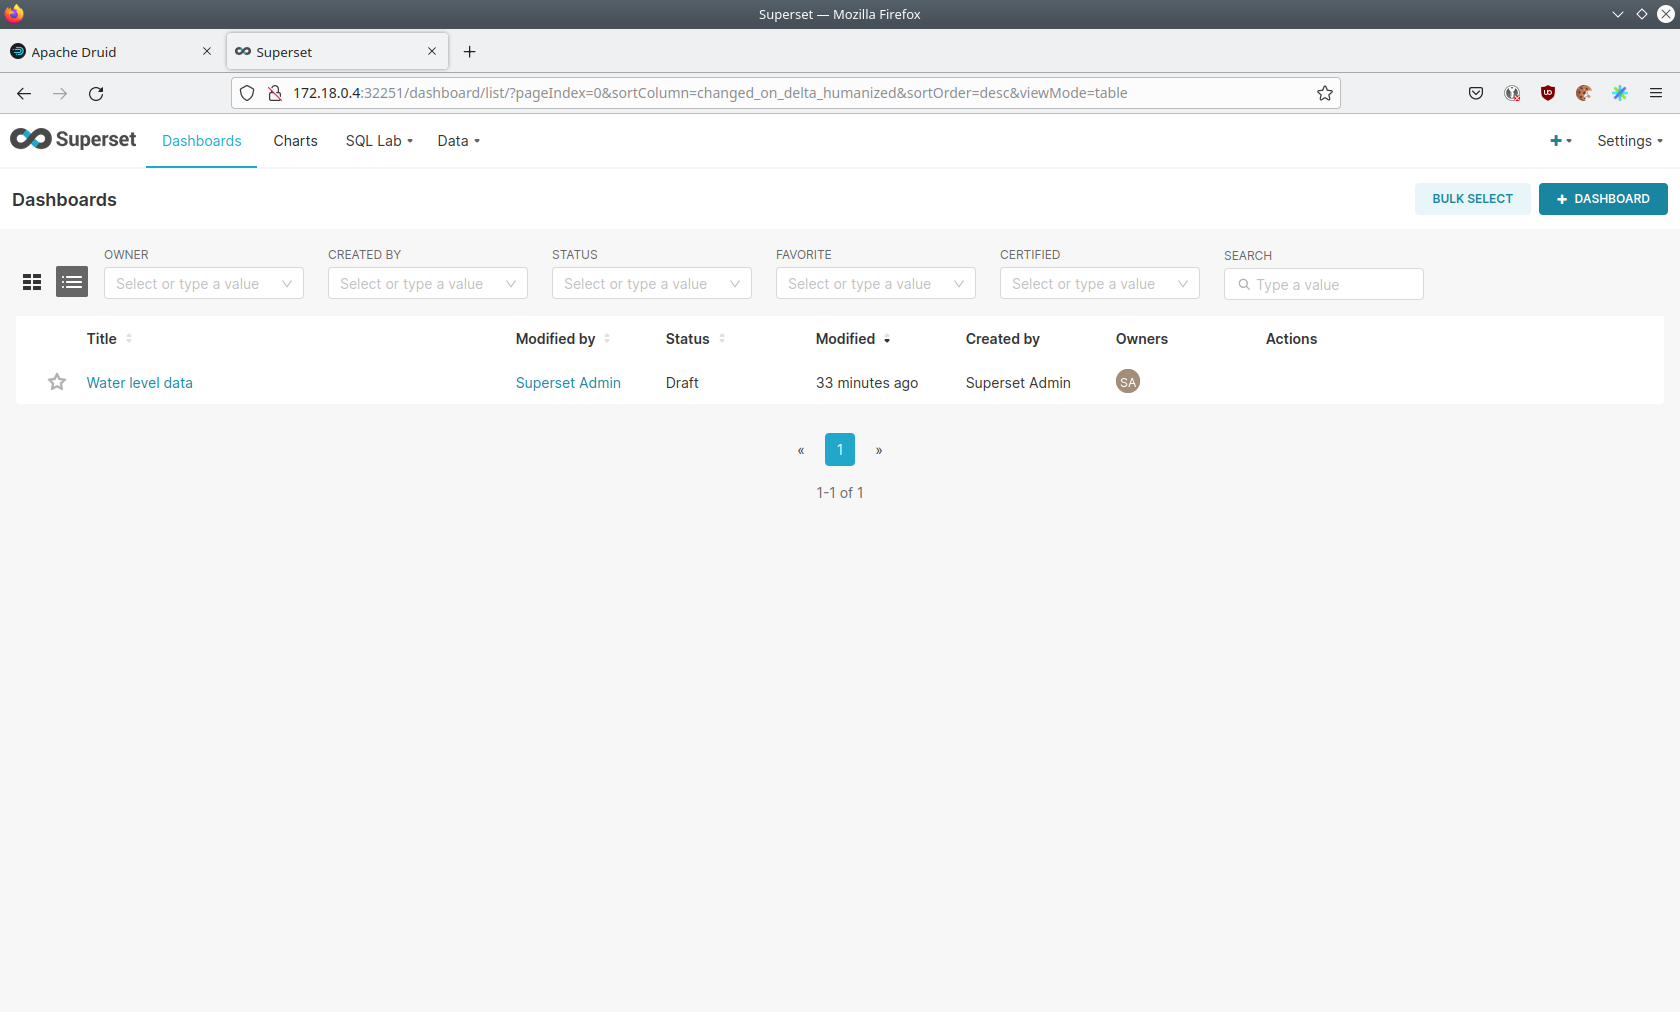 Superset — Mozilla Firefox
Apache Druid
Superset
172.18.0.4:32251/dashboard/list/?pageIndex=0&sortColumn=changed_on_delta_humanized&sortOrder=desc&viewMode=table
Superset Dashboards Charts SQL Lab Data Settings
Dashboards BULK SELECT + DASHBOARD
OWNER CREATED BY STATUS FAVORITE CERTIFIED SEARCH
Select or type a value Select or type a value Select or type a value Select or type a value Select or type a value Type a value
Title Modified by Status Modified Created by Owners Actions
Water level data Superset Admin Draft 33 minutes ago Superset Admin SA
« 1 »
1-1 of 1